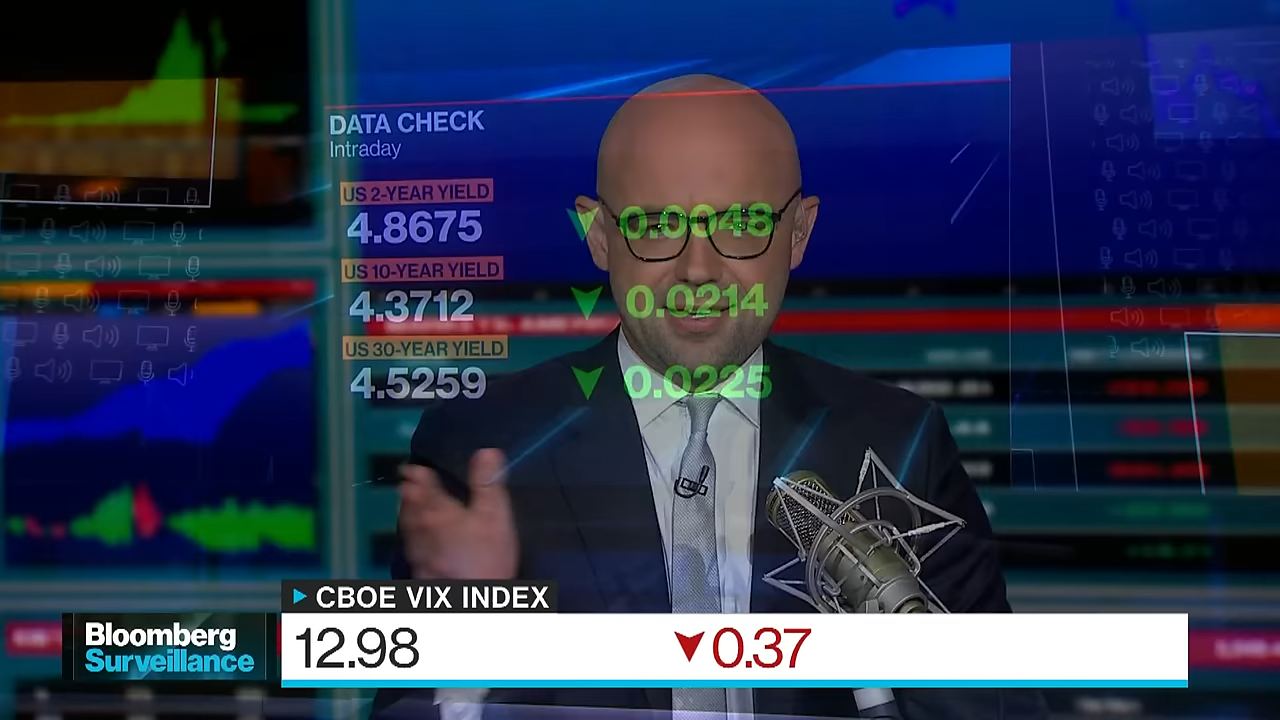 DATA CHECK
Intraday
US 2-YEAR YIELD
4.8675 ▼ 0.0048
US 10-YEAR YIELD
4.3712 ▼ 0.0214
US 30-YEAR YIELD
4.5259 ▼ 0.0225
CBOE VIX INDEX
Bloomberg
Surveillance
12.98 ▼0.37